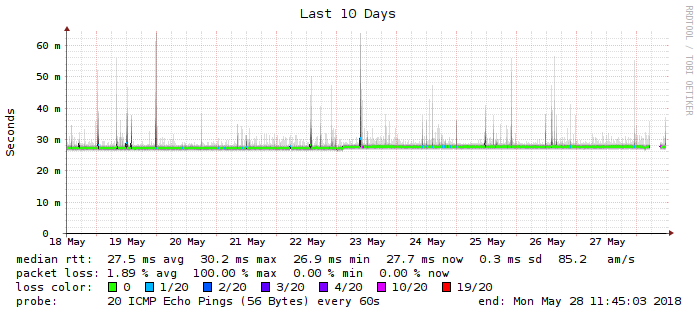 Last 10 Days
RRDTOOL / TOBI OETIKER
Seconds
60 m
50 m
40 m
30 m
20 m
10 m
0
18 May 19 May 20 May 21 May 22 May 23 May 24 May 25 May 26 May 27 May
median rtt: 27.5 ms avg 30.2 ms max 26.9 ms min 27.7 ms now 0.3 ms sd 85.2 am/s
packet loss: 1.89 % avg 100.00 % max 0.00 % min 0.00 % now
loss color: 0 1/20 2/20 3/20 4/20 10/20 19/20
probe: 20 ICMP Echo Pings (56 Bytes) every 60s end: Mon May 28 11:45:03 2018